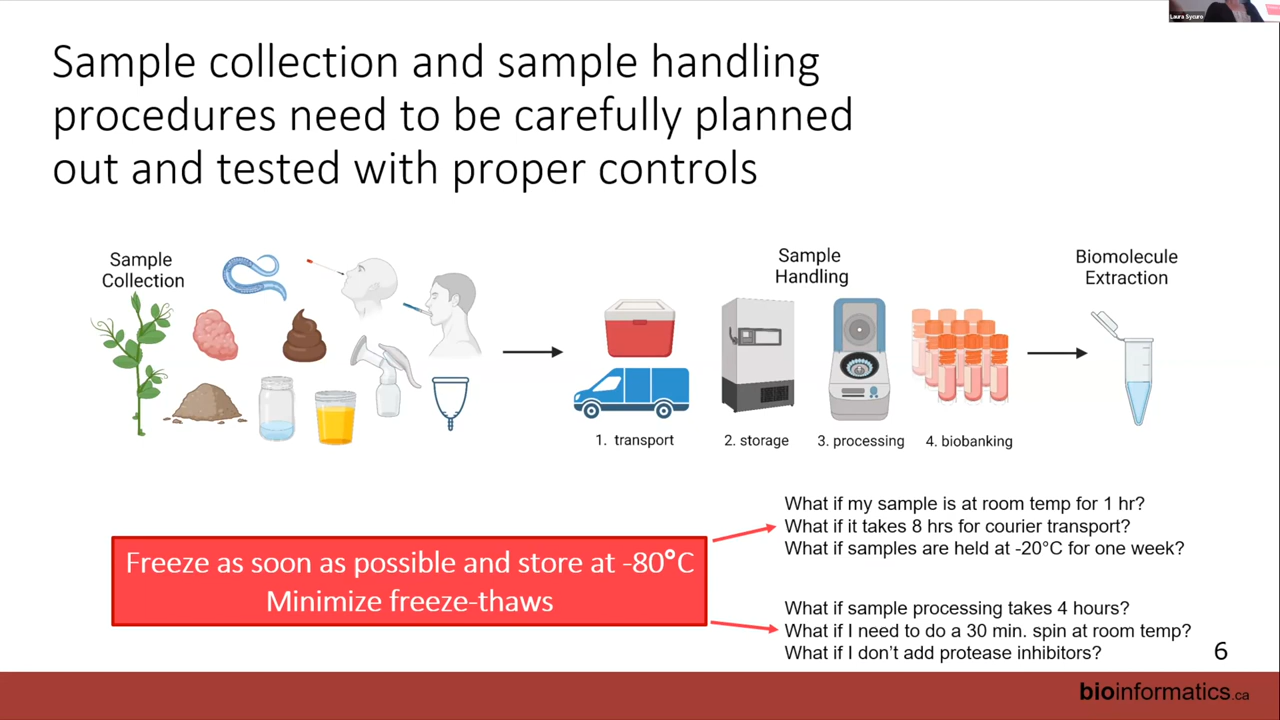 Laura Sycuro
Sample collection and sample handling
procedures need to be carefully planned
out and tested with proper controls
Sample
Collection
Sample
Handling
Biomolecule
Extraction
1. transport
2. storage
3. processing
4. biobanking
Freeze as soon as possible and store at -80°C
Minimize freeze-thaws
What if my sample is at room temp for 1 hr?
What if it takes 8 hrs for courier transport?
What if samples are held at -20°C for one week?
What if sample processing takes 4 hours?
What if I need to do a 30 min. spin at room temp?
What if I don't add protease inhibitors?
6
bioinformatics.ca